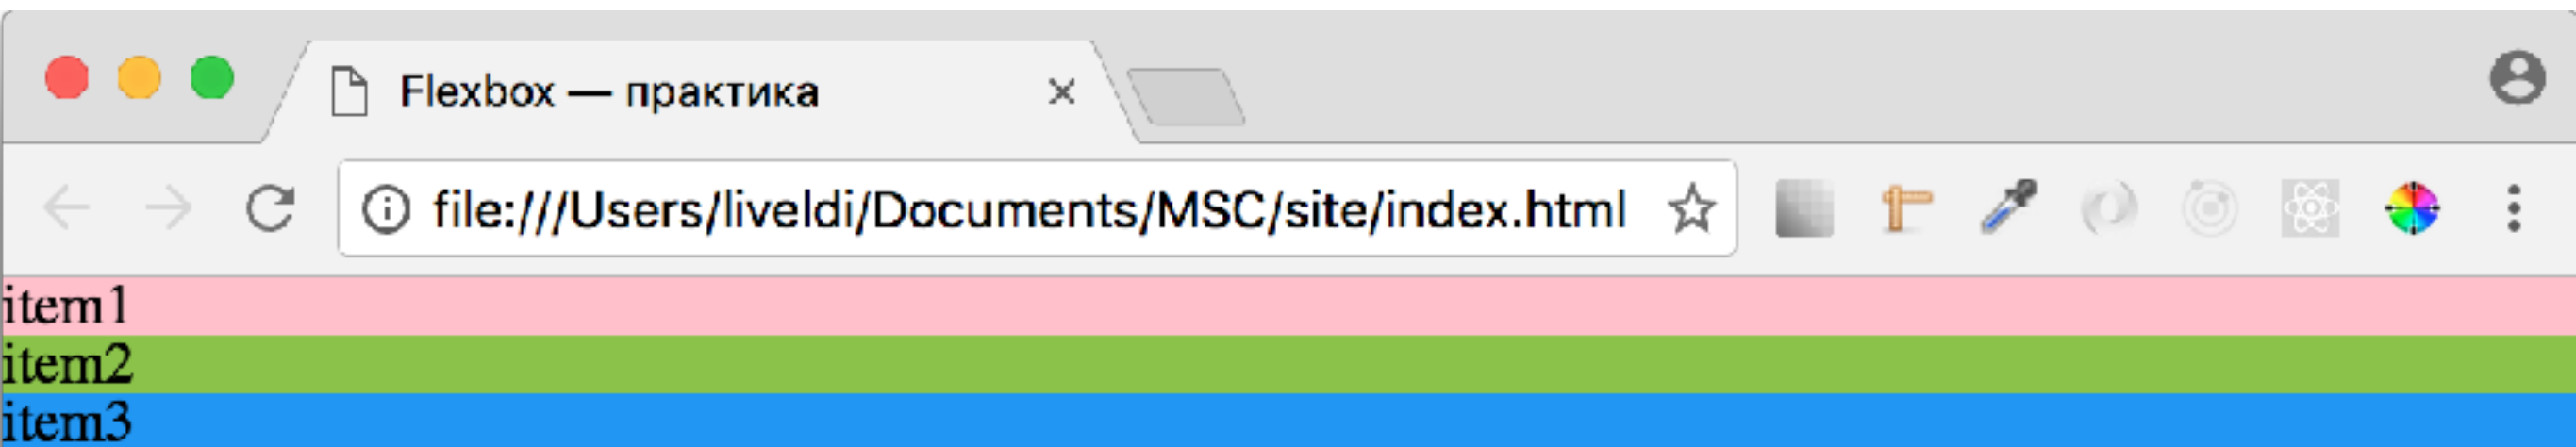 Flexbox — практика
file:///Users/liveldi/Documents/MSC/site/index.html
item1
item2
item3